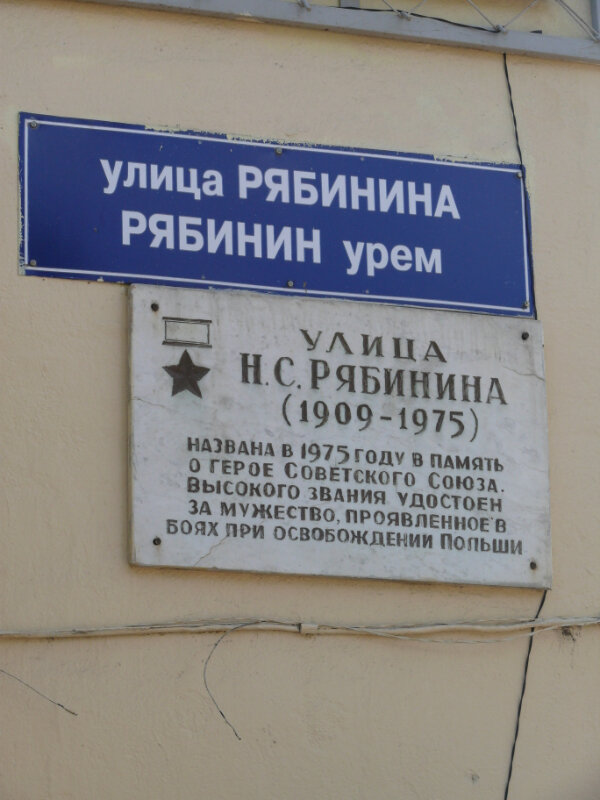 улица РЯБИНИНА
РЯБИНИН урем
УЛИЦА
Н.С. РЯБИНИНА
(1909-1975)
НАЗВАНА В 1975 ГОДУ В ПАМЯТЬ
О ГЕРОЕ СОВЕТСКОГО СОЮЗА.
ВЫСОКОГО ЗВАНИЯ УДОСТОЕН
ЗА МУЖЕСТВО, ПРОЯВЛЕННОЕ В
БОЯХ ПРИ ОСВОБОЖДЕНИИ ПОЛЬШИ